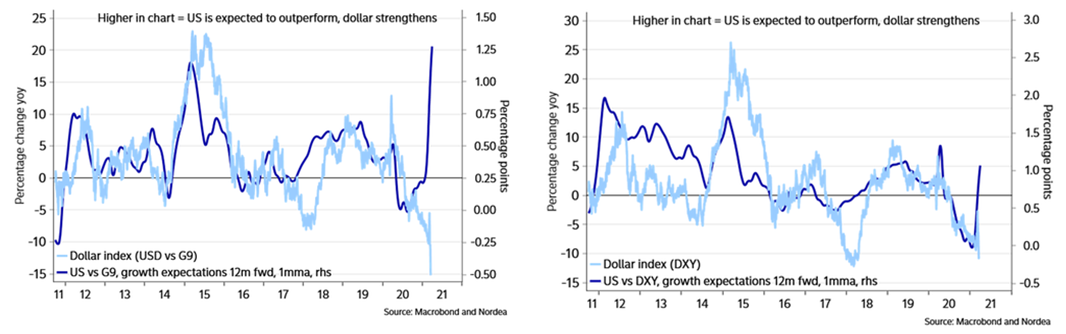 Higher in chart = US is expected to outperform, dollar strengthens
Percentage change yoy
25
20
15
10
5
0
-5
-10
-15
1.50
1.25
1.00
0.75
0.50
0.25
0.00
-0.25
-0.50
Percentage points
Dollar index (USD vs G9)
US vs G9, growth expectations 12m fwd, 1mma, rhs
11 12 13 14 15 16 17 18 19 20 21
Source: Macrobond and Nordea
Higher in chart = US is expected to outperform, dollar strengthens
Percentage change yoy
30
25
20
15
10
5
0
-5
-10
-15
3.0
2.5
2.0
1.5
1.0
0.5
0.0
-0.5
Percentage points
Dollar index (DXY)
US vs DXY, growth expectations 12m fwd, 1mma, rhs
11 12 13 14 15 16 17 18 19 20 21
Source: Macrobond and Nordea